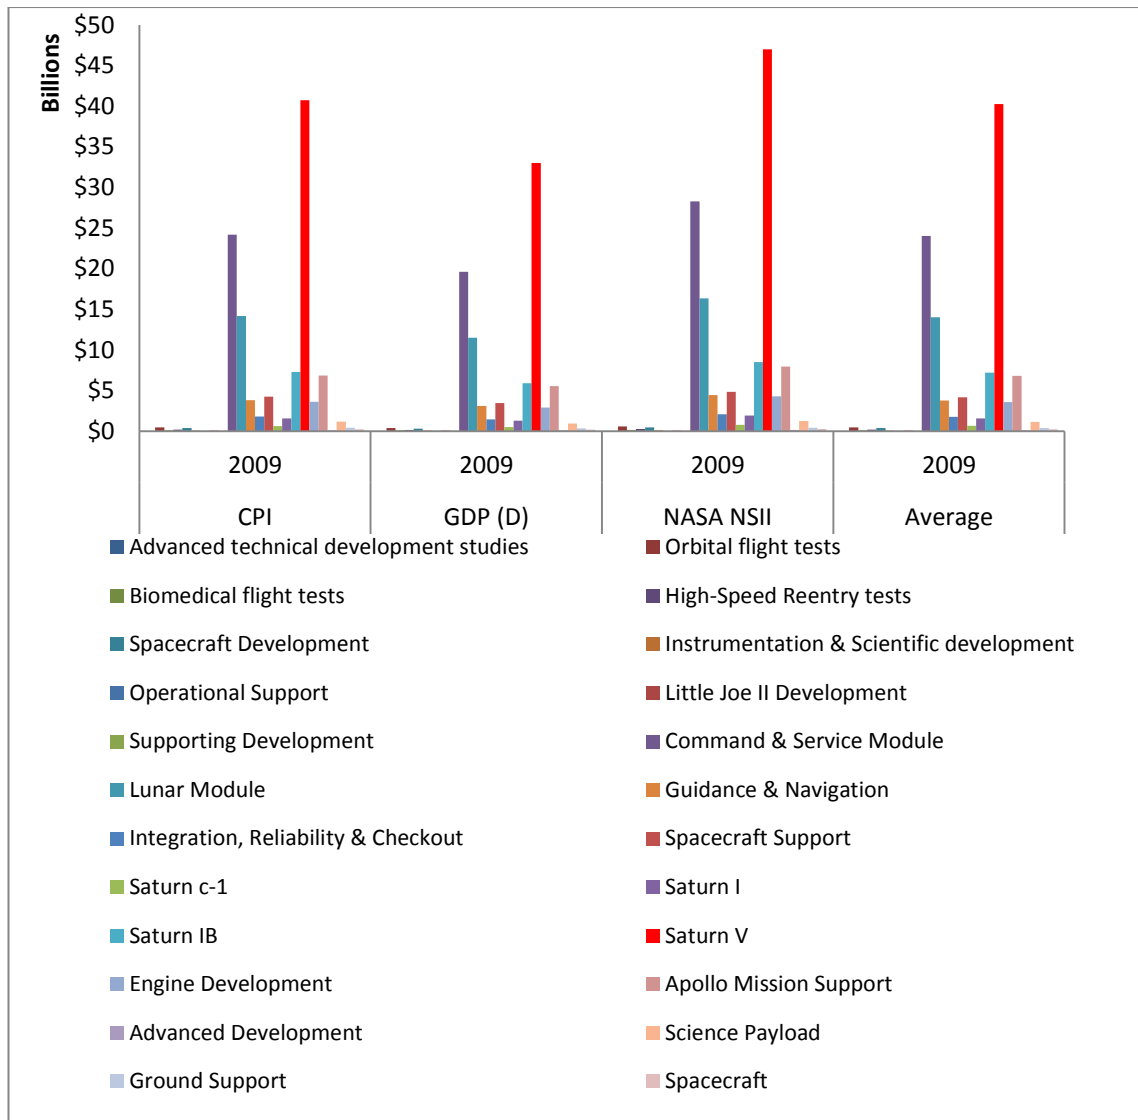 $50
$45
$40
$35
$30
$25
$20
$15
$10
$5
$0
Billions
2009 2009 2009 2009
CPI GDP (D) NASA NSII Average
Advanced technical development studies Orbital flight tests
Biomedical flight tests High-Speed Reentry tests
Spacecraft Development Instrumentation & Scientific development
Operational Support Little Joe II Development
Supporting Development Command & Service Module
Lunar Module Guidance & Navigation
Integration, Reliability & Checkout Spacecraft Support
Saturn c-1 Saturn I
Saturn IB Saturn V
Engine Development Apollo Mission Support
Advanced Development Science Payload
Ground Support Spacecraft